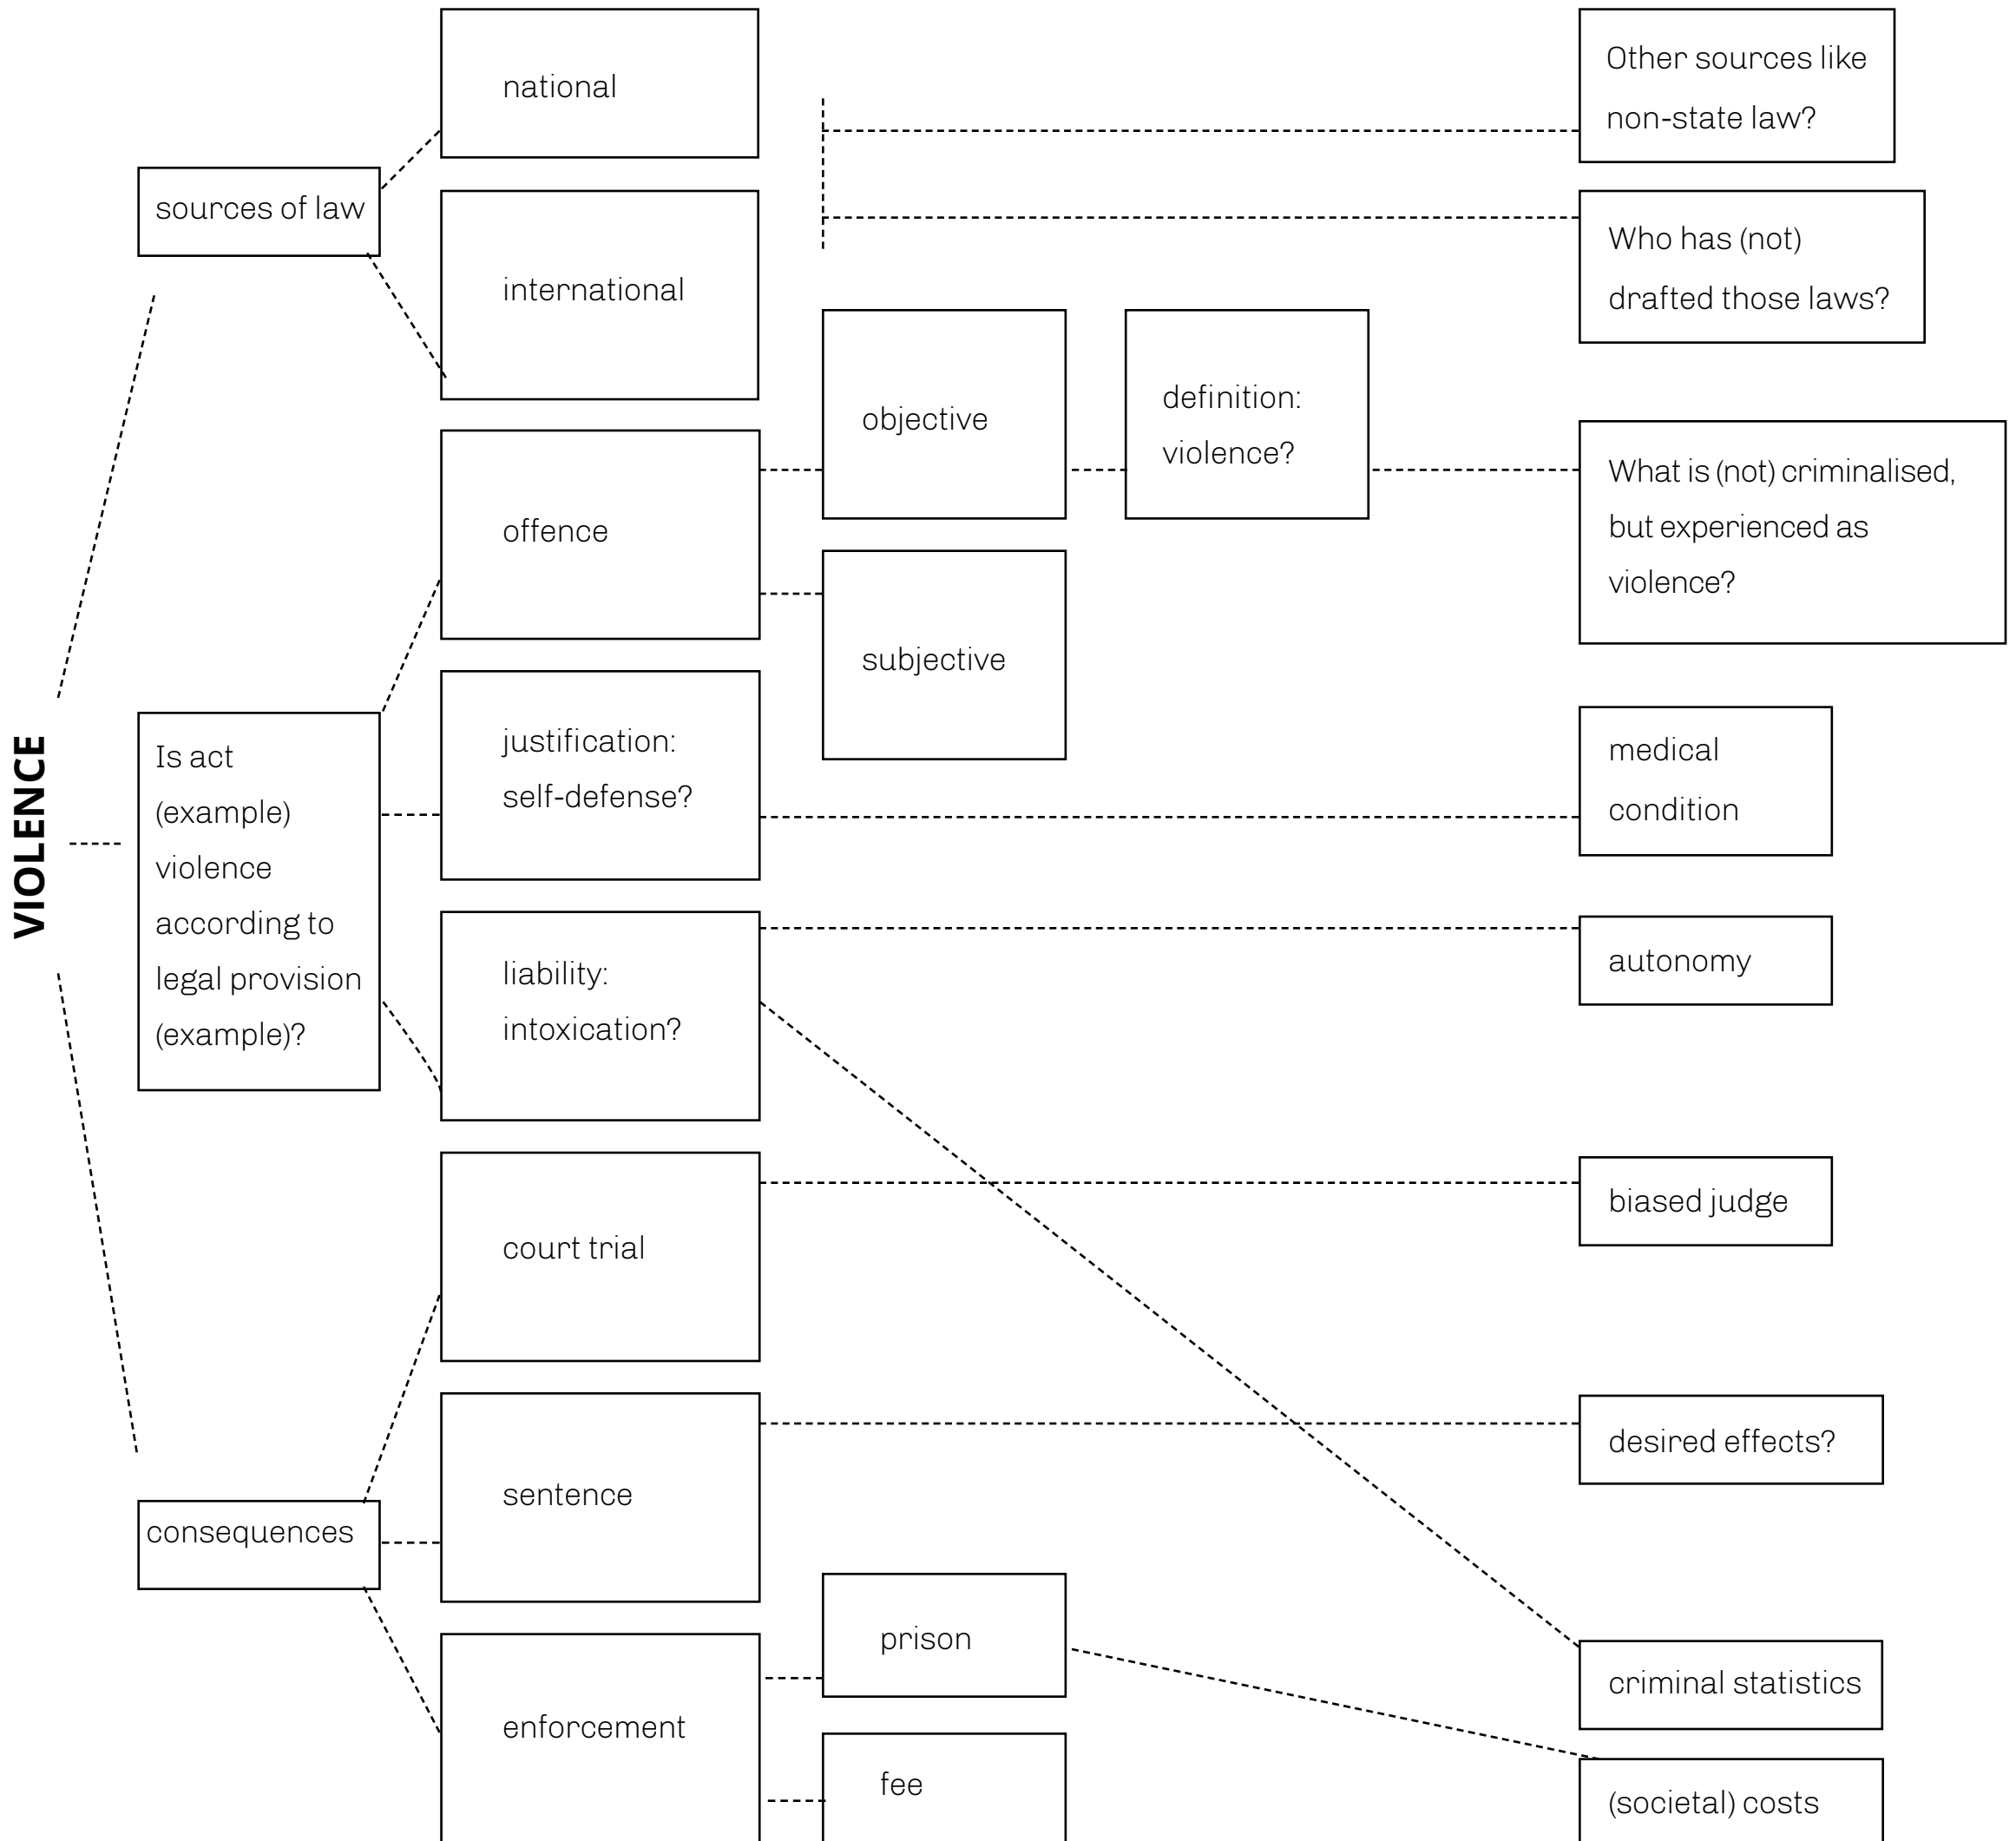 VIOLENCE
sources of law
Is act
(example)
violence
according to
legal provision
(example)?
consequences
national
international
offence
justification:
self-defense?
liability:
intoxication?
court trial
sentence
enforcement
objective
subjective
prison
fee
definition:
violence?
Other sources like
non-state law?
Who has (not)
drafted those laws?
What is (not) criminalised,
but experienced as
violence?
medical
condition
autonomy
biased judge
desired effects?
criminal statistics
(societal) costs